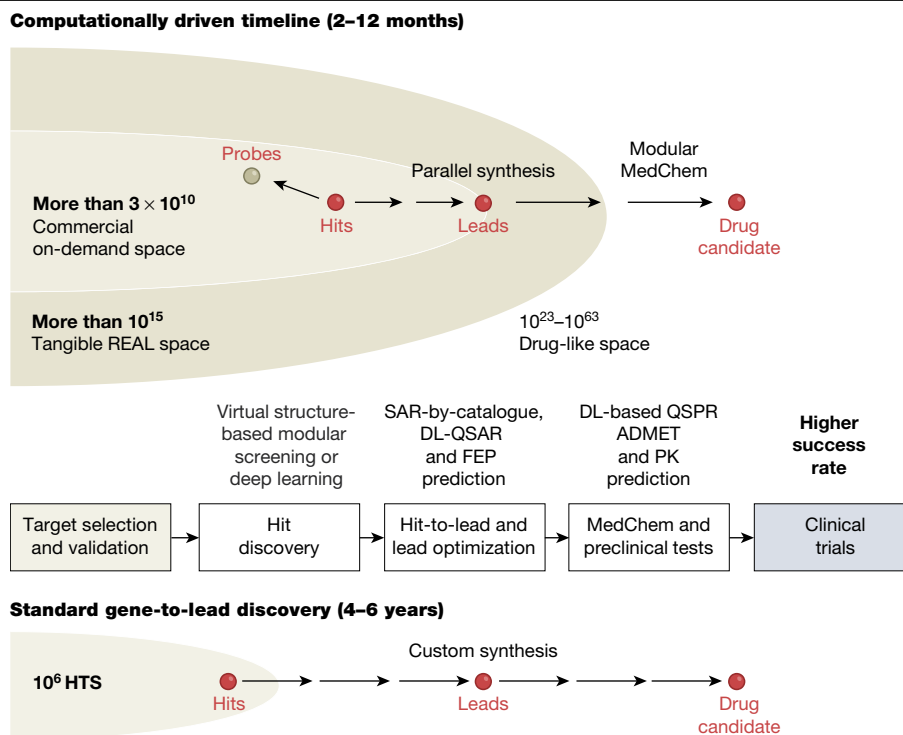 Computationally driven timeline (2–12 months)
Probes
Parallel synthesis
Modular
MedChem
More than 3 × 10¹⁰
Commercial
on-demand space
Hits
Leads
Drug
candidate
More than 10¹⁵
Tangible REAL space
10²³–10⁶³
Drug-like space
Virtual structure-
based modular
screening or
deep learning
SAR-by-catalogue,
DL-QSAR
and FEP
prediction
DL-based QSPR
ADMET
and PK
prediction
Higher
success
rate
Target selection
and validation
Hit
discovery
Hit-to-lead and
lead optimization
MedChem and
preclinical tests
Clinical
trials
Standard gene-to-lead discovery (4–6 years)
Custom synthesis
10⁶ HTS
Hits
Leads
Drug
candidate